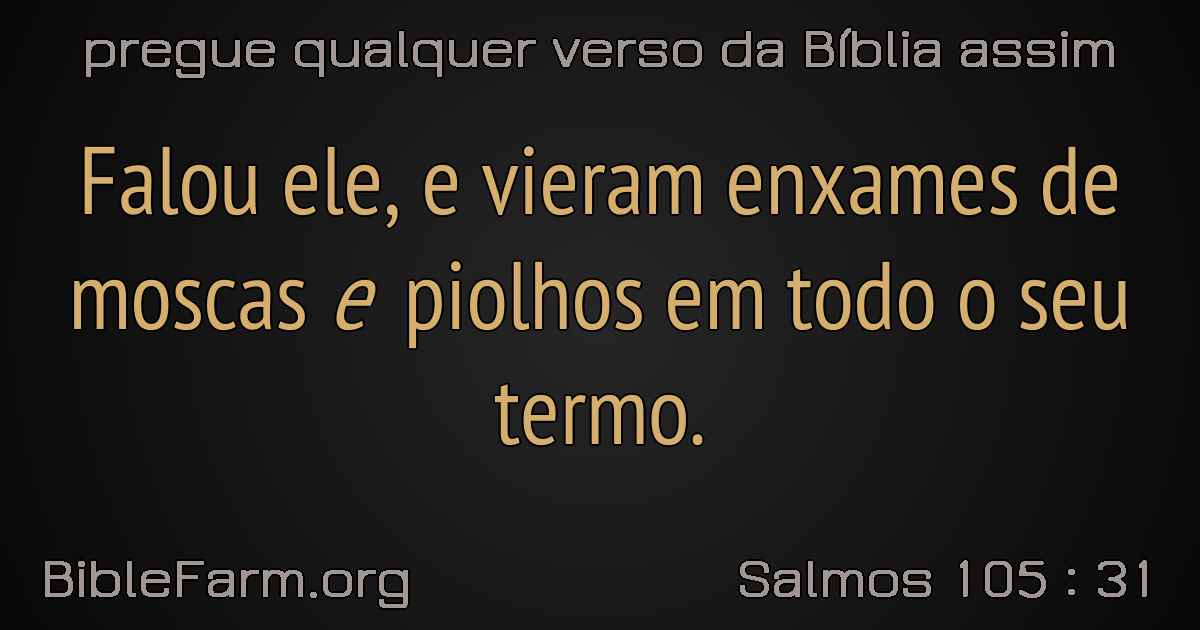 pregue qualquer verso da Bíblia assim
Falou ele, e vieram enxames de
moscas e piolhos em todo o seu
termo.
BibleFarm.org
Salmos 105 : 31